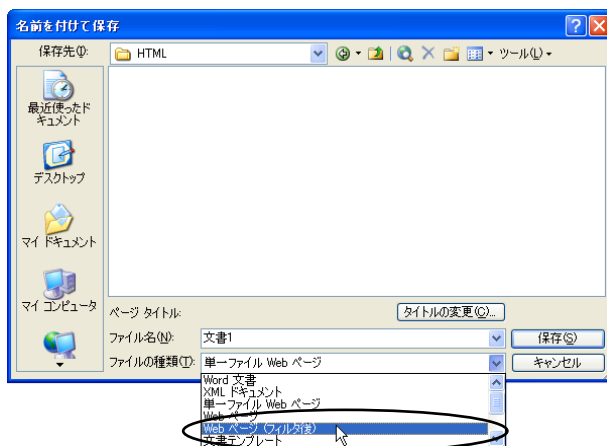 名前を付けて保存
保存先(I):
HTML
ツール(L)
最近使ったド
キュメント
デスクトップ
マイ ドキュメント
マイ コンピュータ
ページ タイトル:
タイトルの変更(C)...
ファイル名(N):
文書1
保存(S)
ファイルの種類(T):
単一ファイル Web ページ
キャンセル
Word 文書
XML ドキュメント
単一ファイル Web ページ
Web ページ
Web ページ (フィルタ後)
文書テンプレート